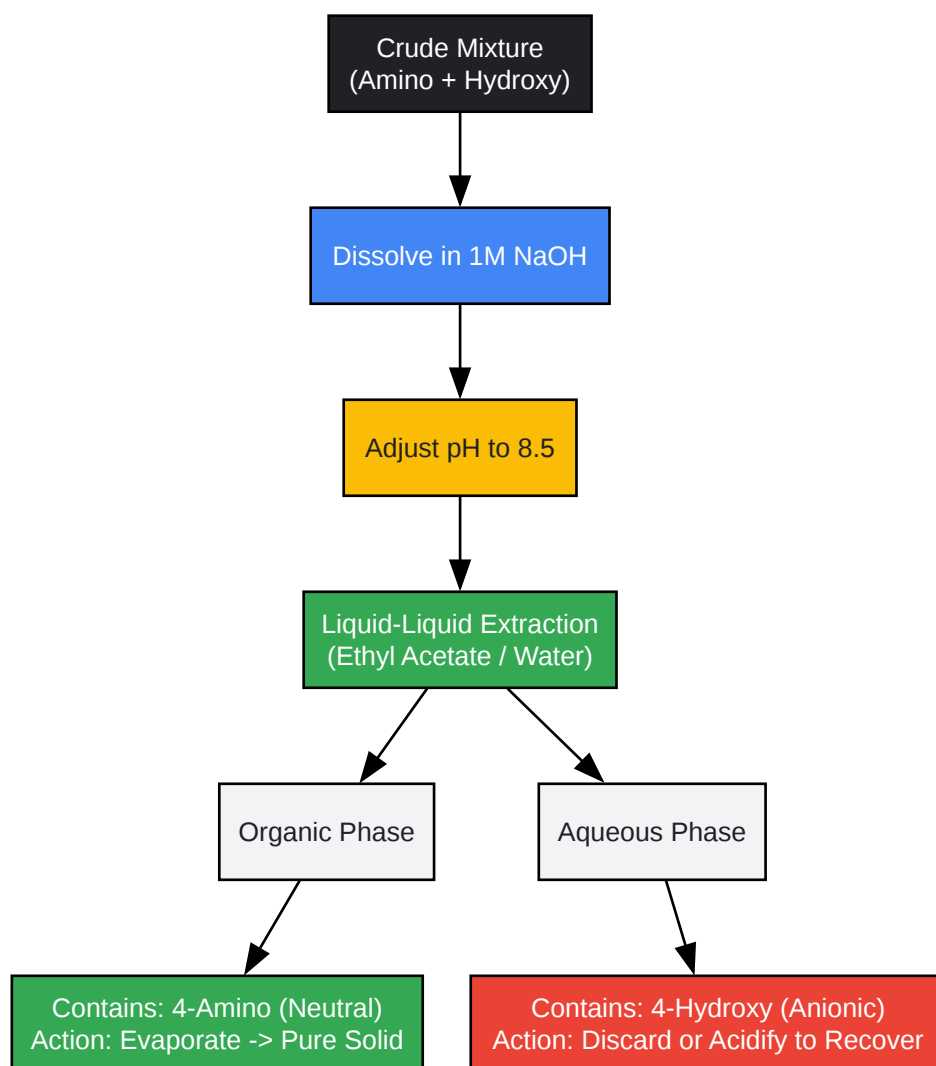 Crude Mixture
(Amino + Hydroxy)
Dissolve in 1M NaOH
Adjust pH to 8.5
Liquid-Liquid Extraction
(Ethyl Acetate / Water)
Organic Phase
Aqueous Phase
Contains: 4-Amino (Neutral)
Action: Evaporate -> Pure Solid
Contains: 4-Hydroxy (Anionic)
Action: Discard or Acidify to Recover